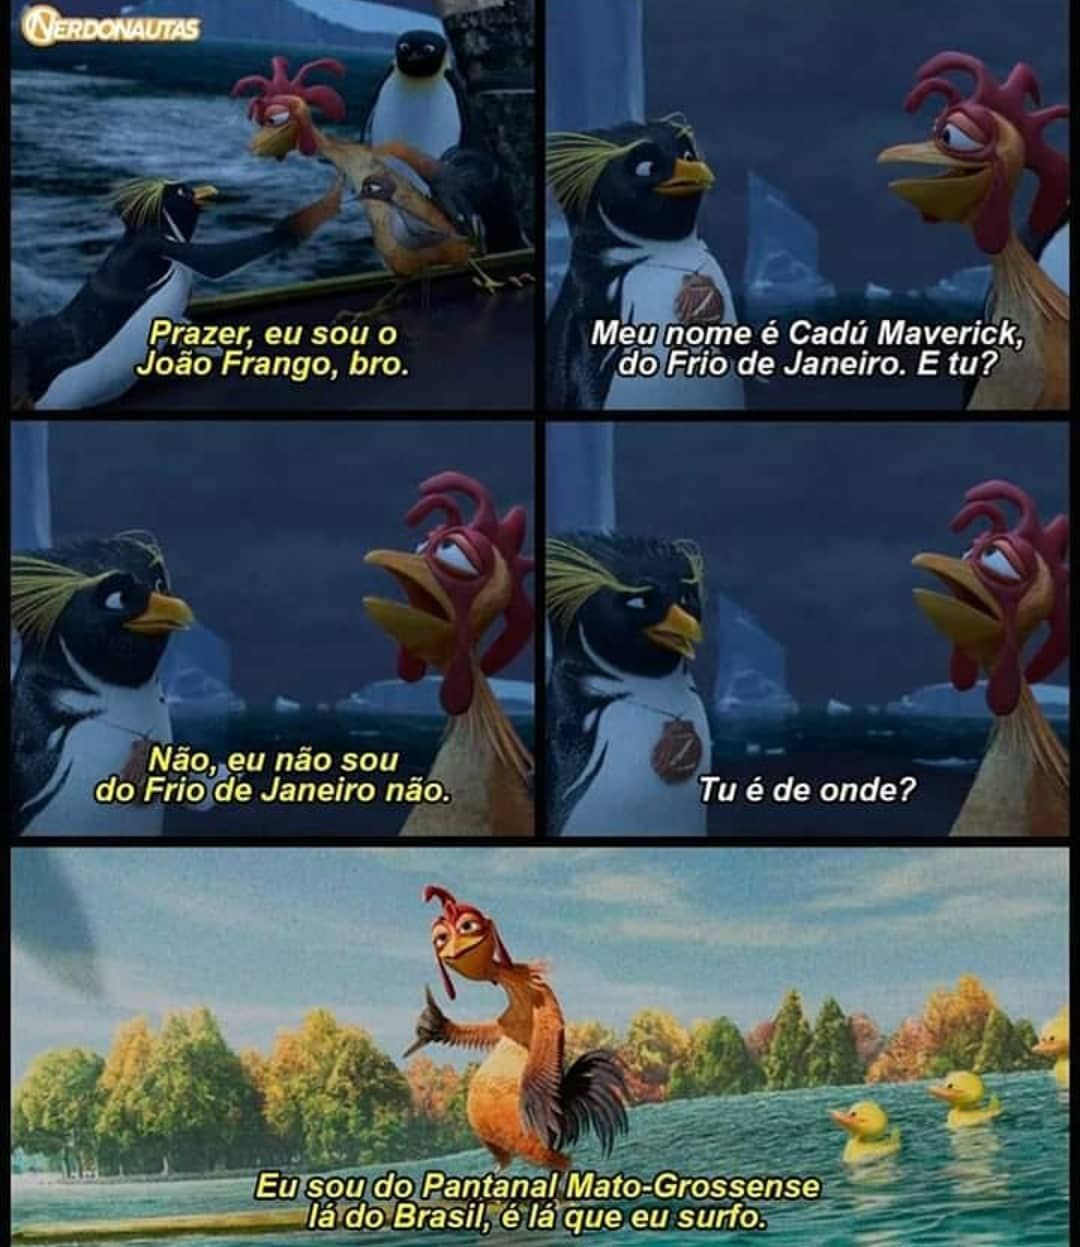 NERDONAUTAS
Prazer, eu sou o
João Frango, bro.
Meu nome é Cadú Maverick,
do Frio de Janeiro. E tu?
Não, eu não sou
do Frio de Janeiro não.
Tu é de onde?
Eu sou do Pantanal Mato-Grossense
lá do Brasil, é lá que eu surfo.